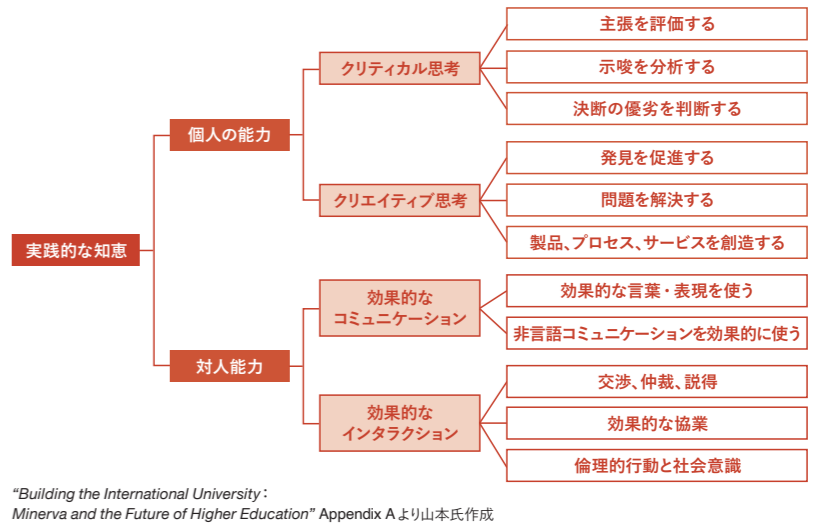 実践的な知恵
個人の能力
クリティカル思考
主張を評価する
示唆を分析する
決断の優劣を判断する
クリエイティブ思考
発見を促進する
問題を解決する
製品、プロセス、サービスを創造する
対人能力
効果的な
コミュニケーション
効果的な言葉・表現を使う
非言語コミュニケーションを効果的に使う
効果的な
インタラクション
交渉、仲裁、説得
効果的な協業
倫理的行動と社会意識
“Building the International University：
Minerva and the Future of Higher Education” Appendix Aより山本氏作成